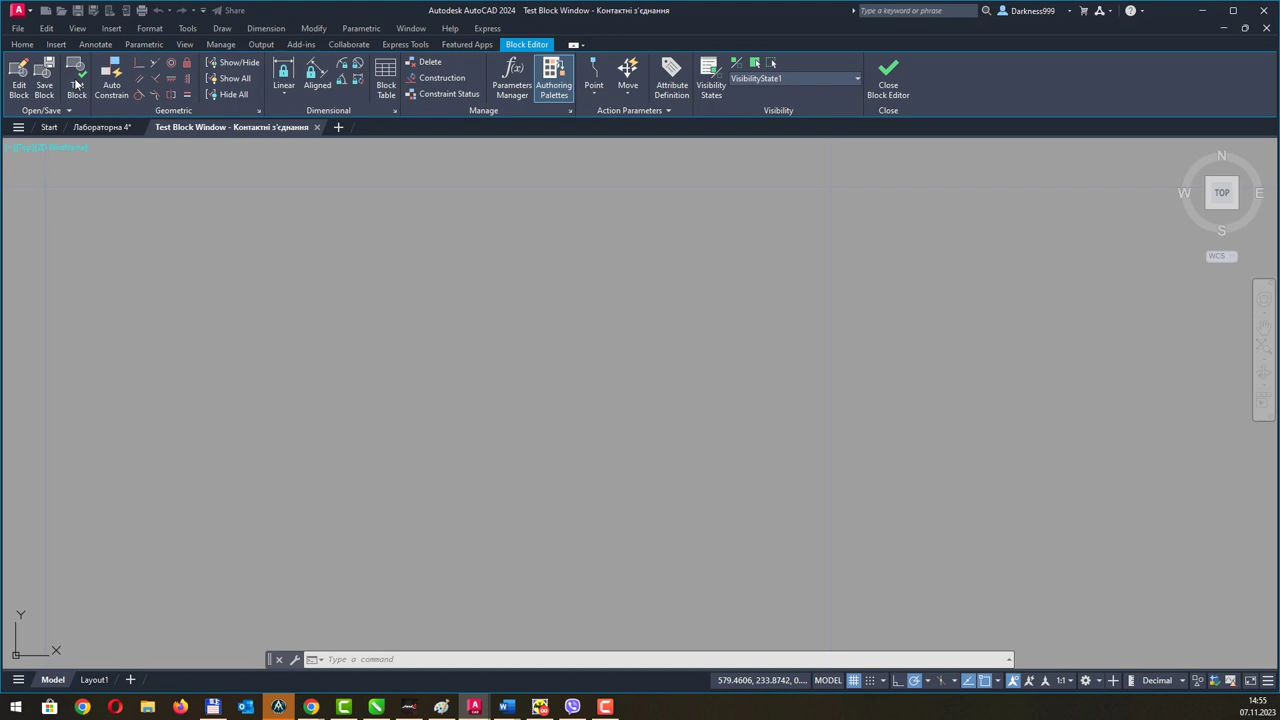 Share
Autodesk AutoCAD 2024   Test Block Window - Контактні з'єднання
Type a keyword or phrase
Darkness999
File Edit View Insert Format Tools Draw Dimension Modify Parametric Window Help Express
Home Insert Annotate Parametric View Manage Output Add-ins Collaborate Express Tools Featured Apps Block Editor
Edit Block
Save Block
Block
Auto Constrain
Show/Hide
Show All
Hide All
Linear
Aligned
Block Table
Delete
Construction
Constraint Status
Parameters Manager
Authoring Palettes
Point
Move
Attribute Definition
Visibility States
VisibilityState1
Close Block Editor
Open/Save Geometric Dimensional Manage Action Parameters Visibility Close
Start Лабораторна 4* Test Block Window - Контактні з'єднання
[−][Top][2D Wireframe]
N
W TOP E
S
WCS
Y
X
Type a command
Model Layout1
579.4606, 233.8742, 0.... MODEL 1:1 Decimal
14:55
07.11.2023